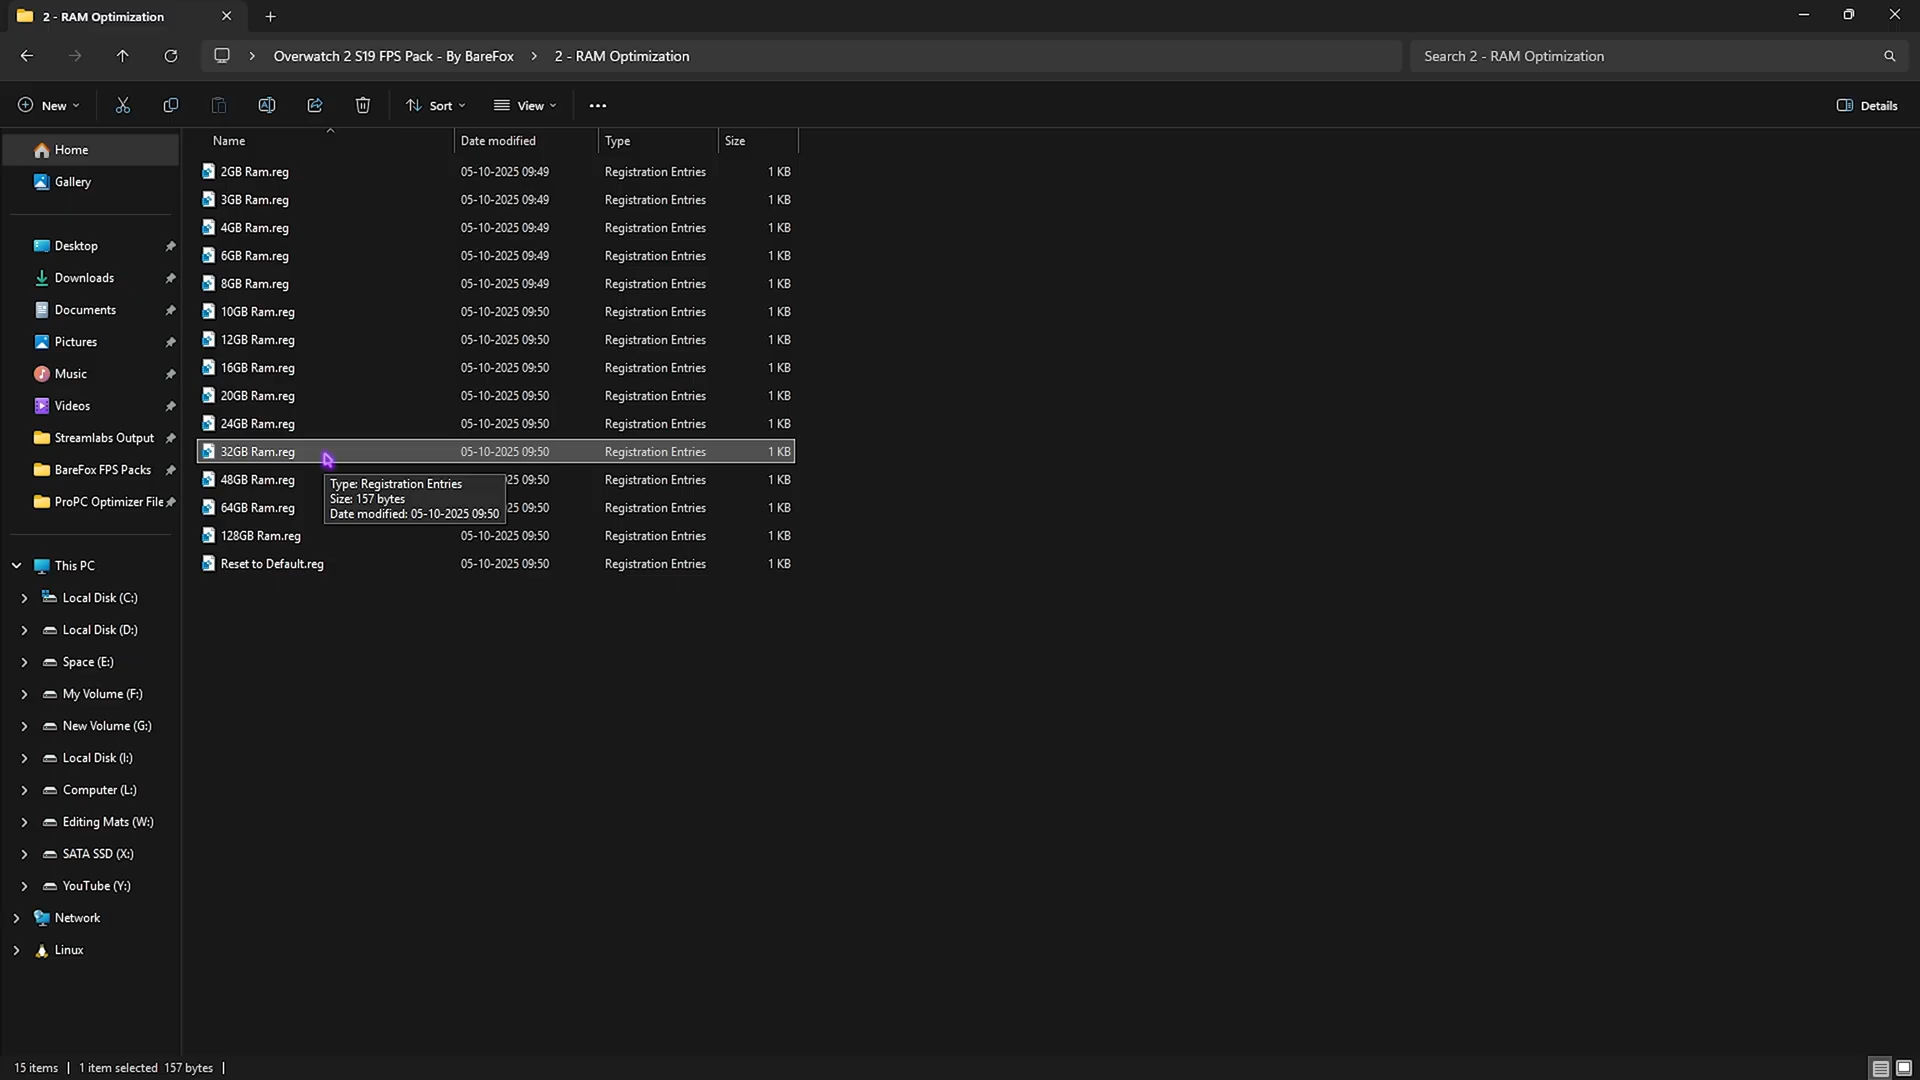 2 - RAM Optimization
Overwatch 2 S19 FPS Pack - By BareFox
2 - RAM Optimization
Search 2 - RAM Optimization
New
Sort
View
Details
Name
Date modified
Type
Size
Home
Gallery
Desktop
Downloads
Documents
Pictures
Music
Videos
Streamlabs Output
BareFox FPS Packs
ProPC Optimizer File
This PC
Local Disk (C:)
Local Disk (D:)
Space (E:)
My Volume (F:)
New Volume (G:)
Local Disk (I:)
Computer (L:)
Editing Mats (W:)
SATA SSD (X:)
YouTube (Y:)
Network
Linux
2GB Ram.reg 05-10-2025 09:49 Registration Entries 1 KB
3GB Ram.reg 05-10-2025 09:49 Registration Entries 1 KB
4GB Ram.reg 05-10-2025 09:49 Registration Entries 1 KB
6GB Ram.reg 05-10-2025 09:49 Registration Entries 1 KB
8GB Ram.reg 05-10-2025 09:49 Registration Entries 1 KB
10GB Ram.reg 05-10-2025 09:50 Registration Entries 1 KB
12GB Ram.reg 05-10-2025 09:50 Registration Entries 1 KB
16GB Ram.reg 05-10-2025 09:50 Registration Entries 1 KB
20GB Ram.reg 05-10-2025 09:50 Registration Entries 1 KB
24GB Ram.reg 05-10-2025 09:50 Registration Entries 1 KB
32GB Ram.reg 05-10-2025 09:50 Registration Entries 1 KB
48GB Ram.reg 25 09:50 Registration Entries 1 KB
64GB Ram.reg 25 09:50 Registration Entries 1 KB
128GB Ram.reg 05-10-2025 09:50 Registration Entries 1 KB
Reset to Default.reg 05-10-2025 09:50 Registration Entries 1 KB
Type: Registration Entries
Size: 157 bytes
Date modified: 05-10-2025 09:50
15 items
1 item selected 157 bytes